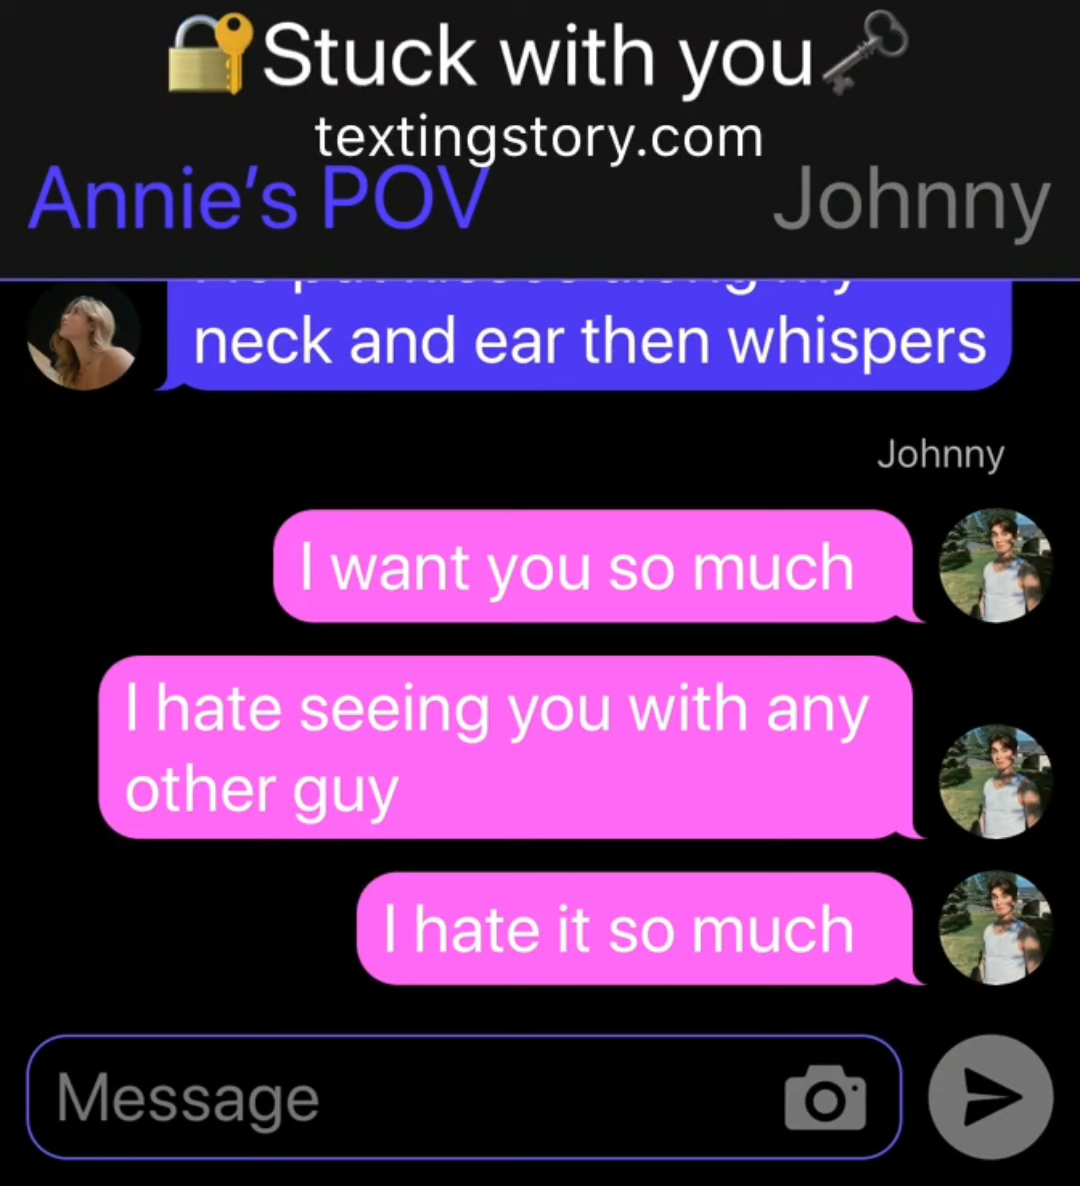 🔐Stuck with you🗝
textingstory.com
Annie's POV
Johnny
neck and ear then whispers
Johnny
I want you so much
I hate seeing you with any
other guy
I hate it so much
Message